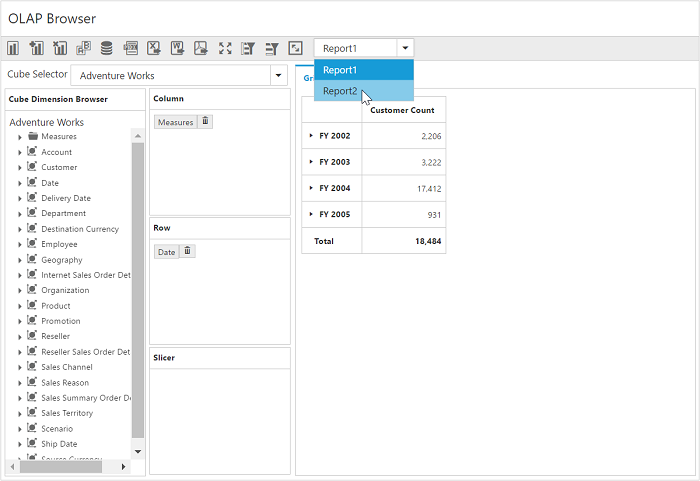 OLAP Browser
Report1
Cube Selector
Adventure Works
Report1
Report2
Cube Dimension Browser
Adventure Works
Measures
Account
Customer
Date
Delivery Date
Department
Destination Currency
Employee
Geography
Internet Sales Order Det
Organization
Product
Promotion
Reseller
Reseller Sales Order Det
Sales Channel
Sales Reason
Sales Summary Order D
Sales Territory
Scenario
Ship Date
Source Currency
Column
Measures
Row
Date
Slicer
Customer Count
FY 2002 2,206
FY 2003 3,222
FY 2004 17,412
FY 2005 931
Total 18,484